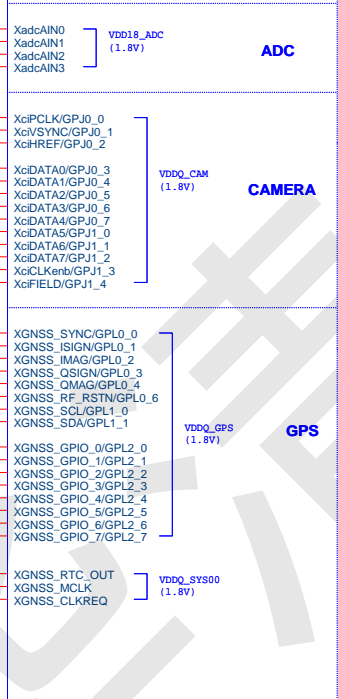 XadcAIN0
XadcAIN1
XadcAIN2
XadcAIN3
VDD18_ADC
(1.8V)
ADC
XciPCLK/GPJ0_0
XciVSYNC/GPJ0_1
XciHREF/GPJ0_2
XciDATA0/GPJ0_3
XciDATA1/GPJ0_4
XciDATA2/GPJ0_5
XciDATA3/GPJ0_6
XciDATA4/GPJ0_7
XciDATA5/GPJ1_0
XciDATA6/GPJ1_1
XciDATA7/GPJ1_2
XciCLKenb/GPJ1_3
XciFIELD/GPJ1_4
VDDQ_CAM
(1.8V)
CAMERA
XGNSS_SYNC/GPL0_0
XGNSS_ISIGN/GPL0_1
XGNSS_IMAG/GPL0_2
XGNSS_QSIGN/GPL0_3
XGNSS_QMAG/GPL0_4
XGNSS_RF_RSTN/GPL0_6
XGNSS_SCL/GPL1_0
XGNSS_SDA/GPL1_1
XGNSS_GPIO_0/GPL2_0
XGNSS_GPIO_1/GPL2_1
XGNSS_GPIO_2/GPL2_2
XGNSS_GPIO_3/GPL2_3
XGNSS_GPIO_4/GPL2_4
XGNSS_GPIO_5/GPL2_5
XGNSS_GPIO_6/GPL2_6
XGNSS_GPIO_7/GPL2_7
VDDQ_GPS
(1.8V)
GPS
XGNSS_RTC_OUT
XGNSS_MCLK
XGNSS_CLKREQ
VDDQ_SYS00
(1.8V)